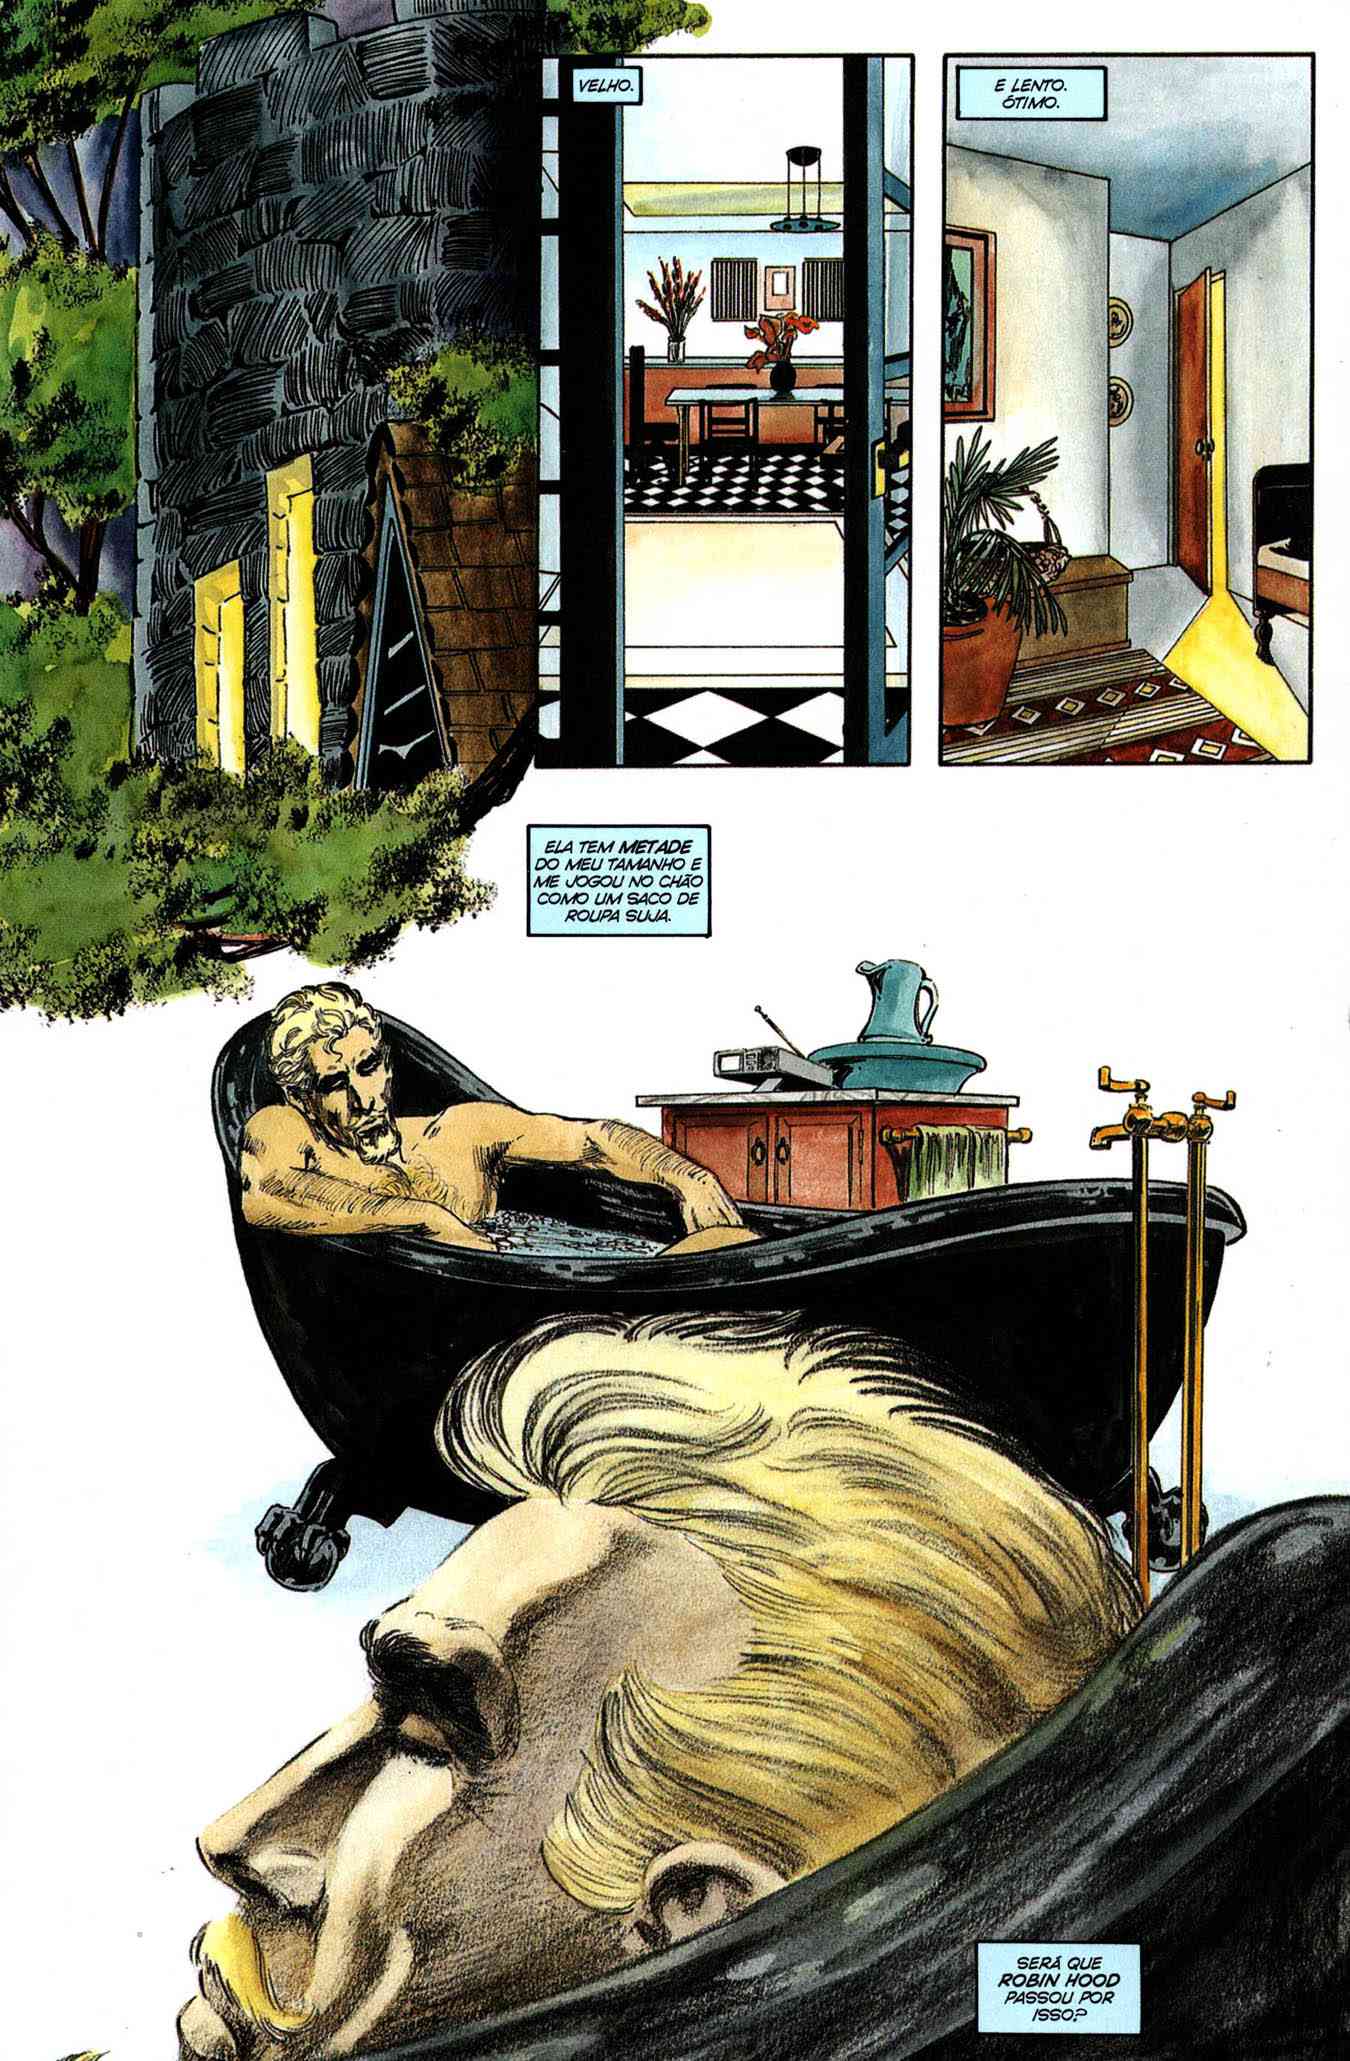 VELHO.
E LENTO.
ÓTIMO.
ELA TEM METADE
DO MEU TAMANHO E
ME JOGOU NO CHÃO
COMO UM SACO DE
ROUPA SUJA.
SERÁ QUE
ROBIN HOOD
PASSOU POR
ISSO?